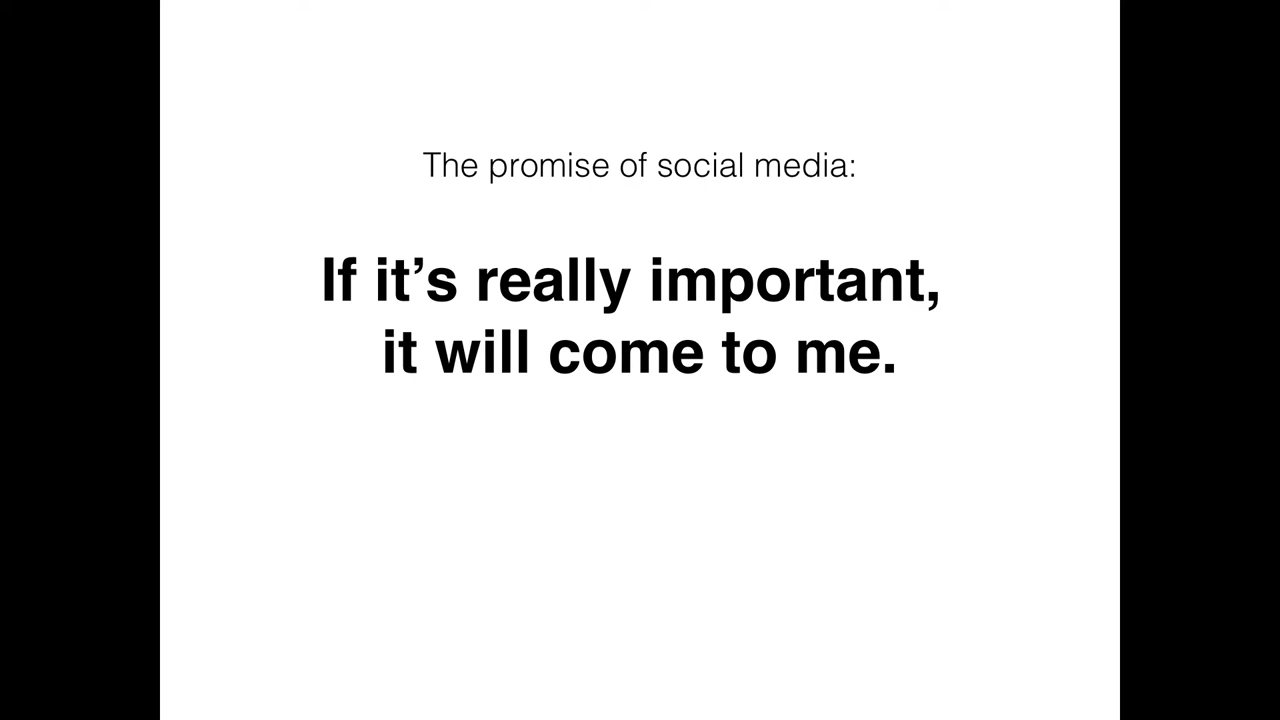 The promise of social media:
If it’s really important,
it will come to me.